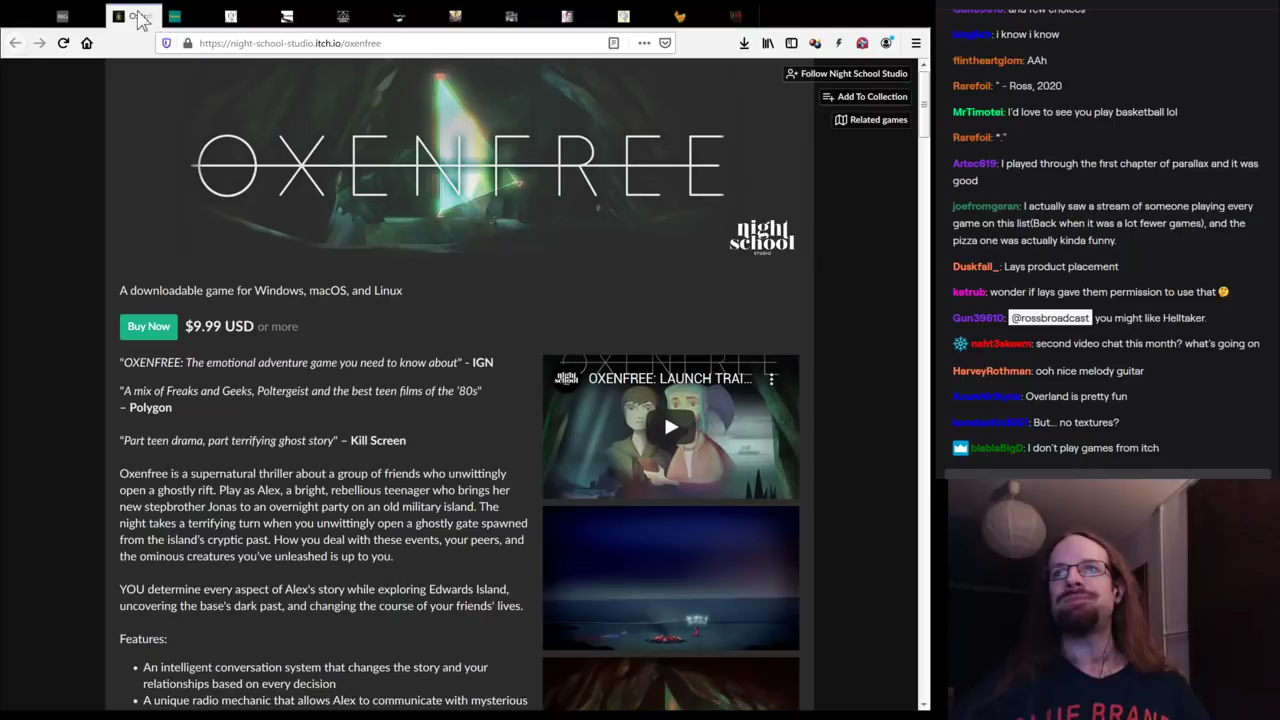 https://night-school-studio.itch.io/oxenfree
Follow Night School Studio
Add To Collection
Related games
OXENFREE
night
school
STUDIO
A downloadable game for Windows, macOS, and Linux
Buy Now $9.99 USD or more
"OXENFREE: The emotional adventure game you need to know about" - IGN
"A mix of Freaks and Geeks, Poltergeist and the best teen films of the '80s"
– Polygon
"Part teen drama, part terrifying ghost story" – Kill Screen
Oxenfree is a supernatural thriller about a group of friends who unwittingly
open a ghostly rift. Play as Alex, a bright, rebellious teenager who brings her
new stepbrother Jonas to an overnight party on an old military island. The
night takes a terrifying turn when you unwittingly open a ghostly gate spawned
from the island's cryptic past. How you deal with these events, your peers, and
the ominous creatures you've unleashed is up to you.
YOU determine every aspect of Alex's story while exploring Edwards Island,
uncovering the base's dark past, and changing the course of your friends' lives.
Features:
• An intelligent conversation system that changes the story and your
relationships based on every decision
• A unique radio mechanic that allows Alex to communicate with mysterious
OXENFREE: LAUNCH TRAI...
Gun39610: and few choices
: i know i know
flintheartglom: AAh
Rarefoil: " - Ross, 2020
MrTimotei: I'd love to see you play basketball lol
Rarefoil: *."
Artec619: I played through the first chapter of parallax and it was
good
joefromgeran: I actually saw a stream of someone playing every
game on this list(Back when it was a lot fewer games), and the
pizza one was actually kinda funny.
Duskfall_: Lays product placement
katrub: wonder if lays gave them permission to use that
Gun39610: @rossbroadcast you might like Helltaker.
naht3akeem: second video chat this month? what's going on
HarveyRothman: ooh nice melody guitar
: Overland is pretty fun
: But... no textures?
blablaBigD: I don't play games from itch
BLUE BRAN